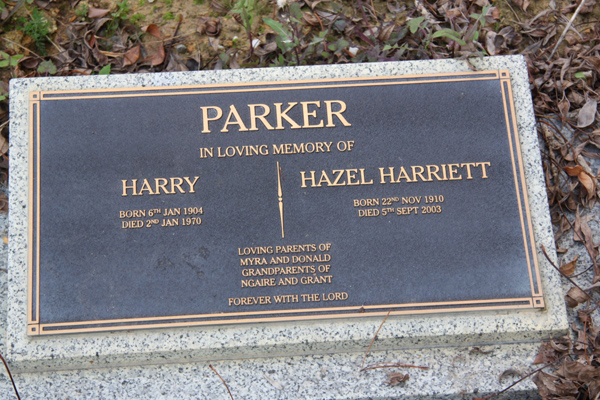 PARKER
IN LOVING MEMORY OF
HARRY
BORN 6TH JAN 1904
DIED 2ND JAN 1970
HAZEL HARRIETT
BORN 22ND NOV 1910
DIED 5TH SEPT 2003
LOVING PARENTS OF
MYRA AND DONALD
GRANDPARENTS OF
NGAIRE AND GRANT
FOREVER WITH THE LORD